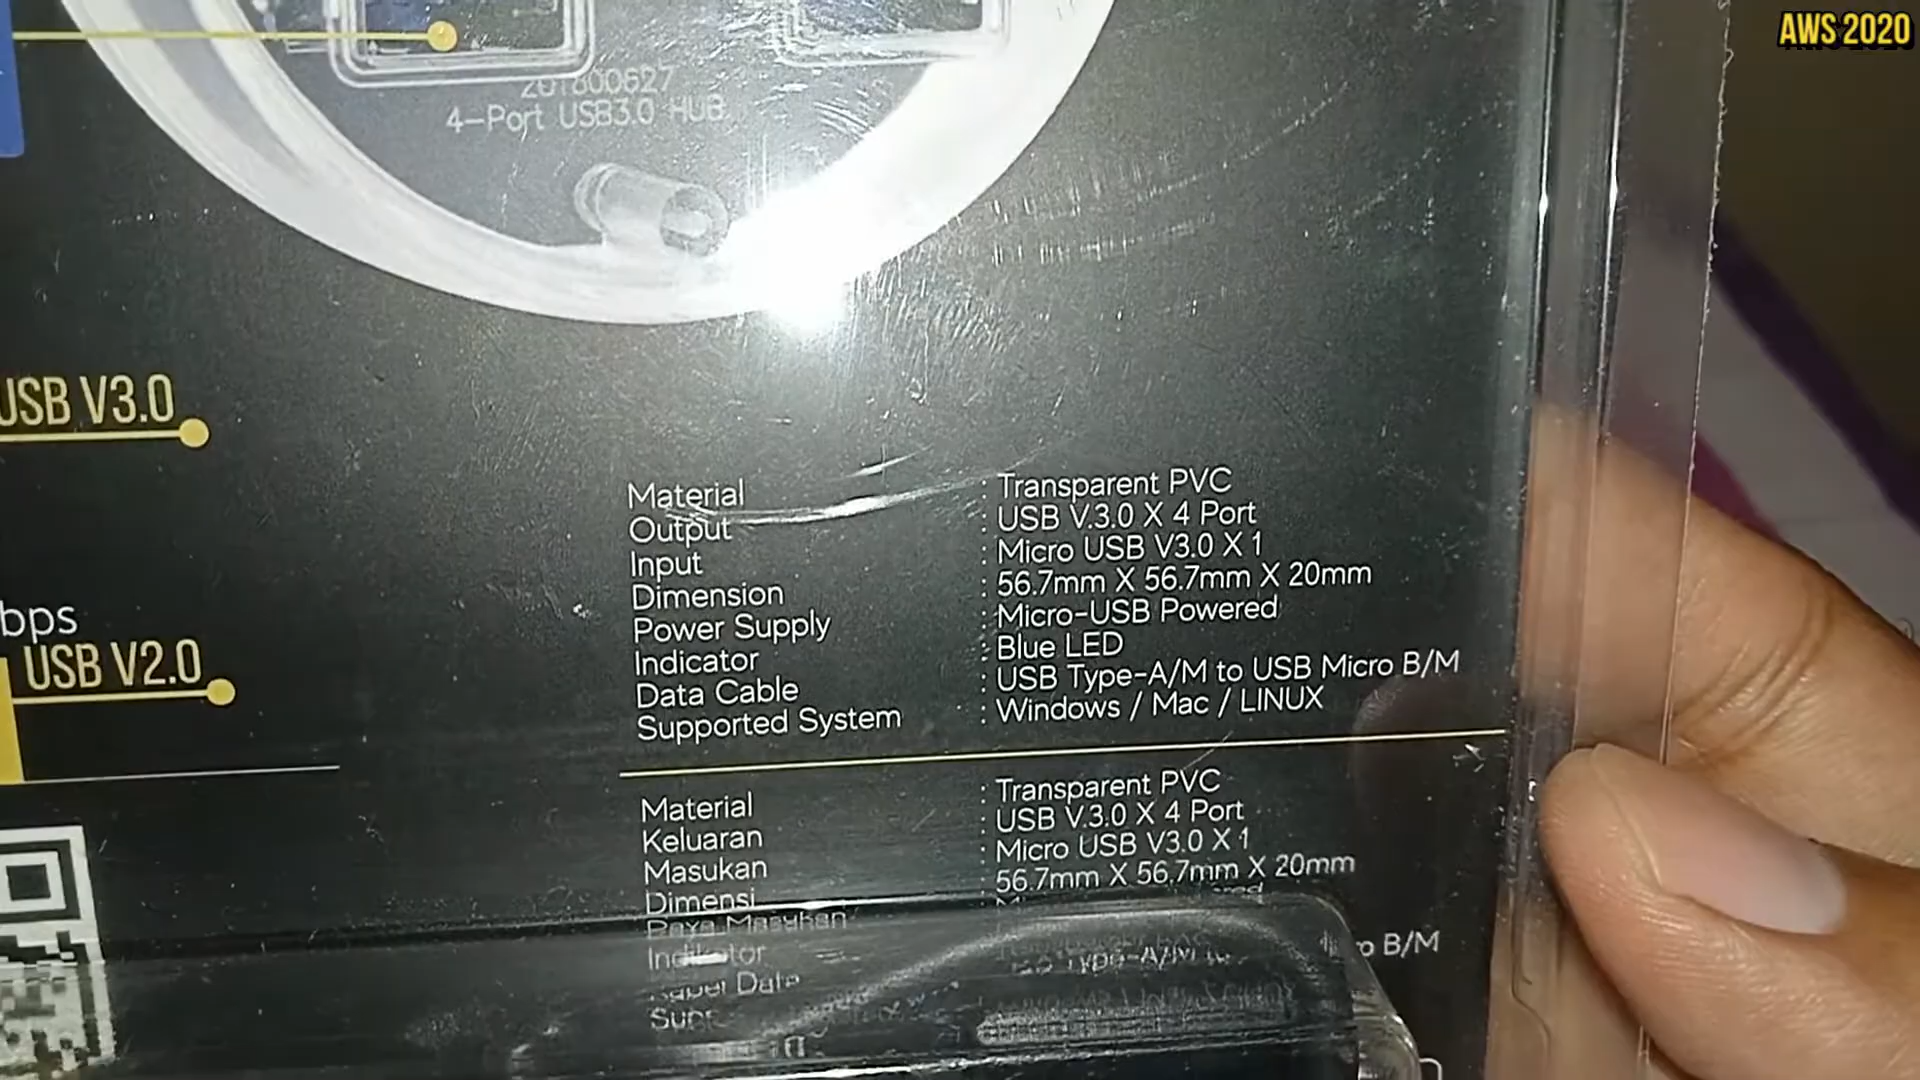 AWS 2020
201800627
4-Port USB3.0 HUB
USB V3.0
bps
USB V2.0
Material : Transparent PVC
Output : USB V.3.0 X 4 Port
Input : Micro USB V3.0 X 1
Dimension : 56.7mm X 56.7mm X 20mm
Power Supply : Micro-USB Powered
Indicator : Blue LED
Data Cable : USB Type-A/M to USB Micro B/M
Supported System : Windows / Mac / LINUX
Material : Transparent PVC
Keluaran : USB V.3.0 X 4 Port
Masukan : Micro USB V3.0 X 1
Dimensi : 56.7mm X 56.7mm X 20mm
Daya Masukan
Indikator
Data Type-A/M B/M